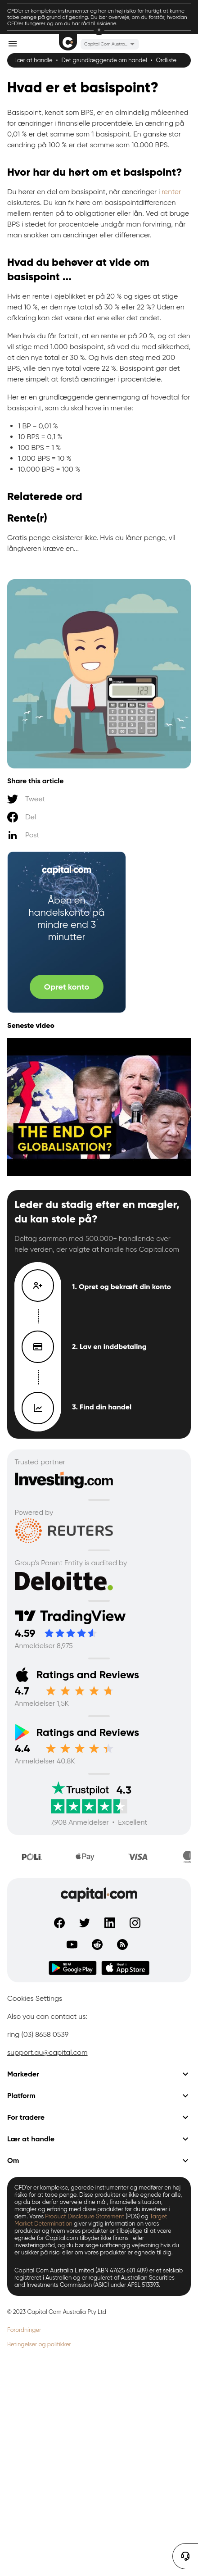 CFD'er er komplekse instrumenter og har en høj risiko for hurtigt at kunne
tabe penge på grund af gearing. Du bør overveje, om du forstår, hvordan
CFD'er fungerer og om du har råd til tabene.
Capital Com Austra...
Lær at handle • Det grundlæggende om handel • Ordliste
Hvad er et basispoint?
Basispoint, kendt som BPS, er en almindelig måleenhed for
ændringer i finansielle procentdele. En ændring på
0,01 % er det samme som 1 basispoint. En ganske stor
ændring på 100 % er det samme som 10.000 BPS.
Hvor har du hørt om et basispoint?
Du hører en del om basispoint, når ændringer i renter
diskuteres. Du kan fx høre om basispointdifferencen
mellem renten på to obligationer eller lån. Ved at bruge
BPS i stedet for procentdele undgår man forvirring, når
man snakker om ændringer eller differencer.
Hvad du behøver at vide om
basispoint ...
Hvis en rente i øjeblikket er på 20 % og siges at stige
med 10 %, er den nye total så 30 % eller 22 %? Uden en
afklaring kan det være det ene eller det andet.
Men hvis du får fortalt, at en rente er på 20 %, og den
vil stige med 1.000 basispoint, så ved du med sikkerhed,
at den nye total er 30 %. Og hvis den steg med 200
BPS, ville den nye total være 22 %. Basispoint gør det
mere simpelt at forstå ændringer i procentdele.
Her er en grundlæggende gennemgang af hovedtal for
basispoint, som du skal have in mente:
• 1 BP = 0,01 %
• 10 BPS = 0,1 %
• 100 BPS = 1 %
• 1.000 BPS = 10 %
• 10.000 BPS = 100 %
Relaterede ord
Rente(r)
Gratis penge eksisterer ikke. Hvis du låner penge, vil
långiveren kræve en...
123
Share this article
Tweet
Del
Post
capital.com
Åben en
handelskonto på
mindre end 3
minutter
Opret konto
Seneste video
THE END OF
GLOBALISATION?
Leder du stadig efter en mægler,
du kan stole på?
Deltag sammen med 500.000+ handlende over
hele verden, der valgte at handle hos Capital.com
1. Opret og bekræft din konto
2. Lav en inddbetaling
3. Find din handel
Trusted partner
Investing.com
Powered by
REUTERS
Group's Parent Entity is audited by
Deloitte.
TradingView
4.59
Anmeldelser 8,975
Ratings and Reviews
4.7
Anmeldelser 1,5K
Ratings and Reviews
4.4
Anmeldelser 40,8K
Trustpilot 4.3
7,908 Anmeldelser • Excellent
POLi
Pay
VISA
capital.com
Google Play
App Store
Cookies Settings
Also you can contact us:
ring (03) 8658 0539
support.au@capital.com
Markeder
Platform
For tradere
Lær at handle
Om
CFD'er er komplekse, gearede instrumenter og medfører en høj
risiko for at tabe penge. Disse produkter er ikke egnede for alle,
og du bør derfor overveje dine mål, finansielle situation,
mangler og erfaring med disse produkter før du investerer i
dem. Vores Product Disclosure Statement (PDS) og Target
Market Determination giver vigtig information om vores
produkter og hvem vores produkter er tilbøjelige til at være
egnede for Capital.com tilbyder ikke finans- eller
investeringsråd, og du bør søge uafhængig vejledning hvis du
er usikker på risici eller om vores produkter er egnede til dig.
Capital Com Australia Limited (ABN 47625 601 489) er et selskab
registreret i Australien og er reguleret af Australian Securities
and Investments Commission (ASIC) under AFSL 513393.
© 2023 Capital Com Australia Pty Ltd
Forordninger
Betingelser og politikker